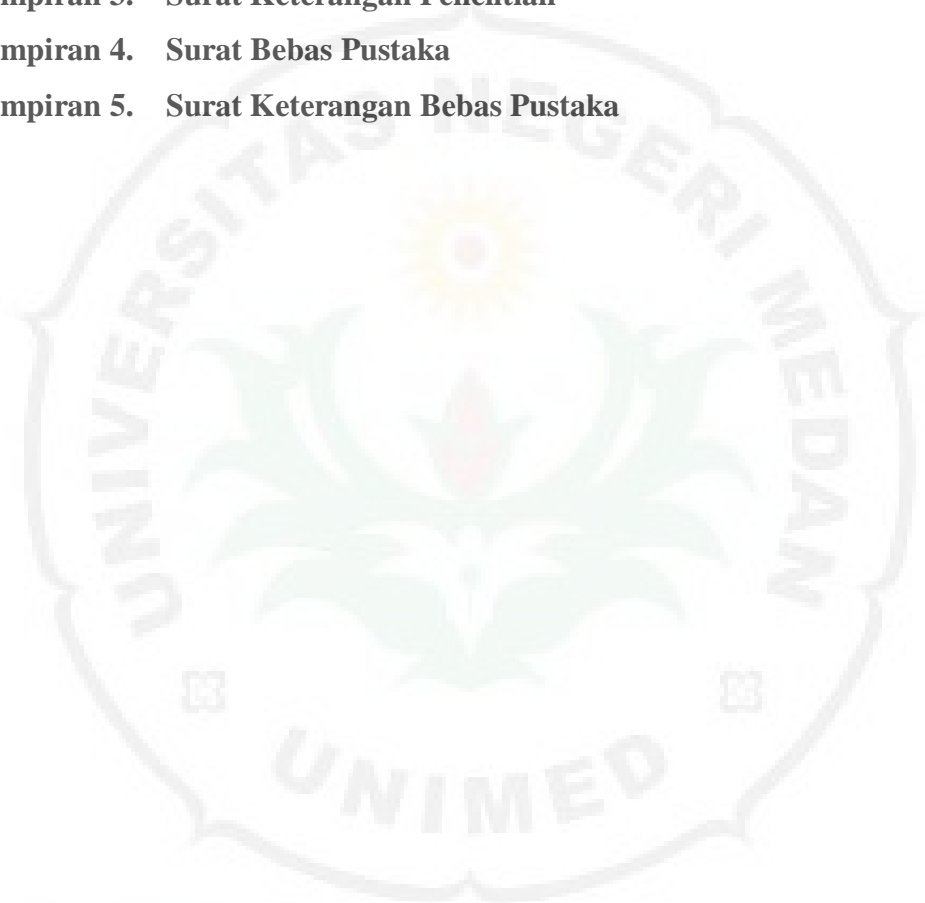 mpiran 3. Surat Keterangan Penelitian
mpiran 4. Surat Bebas Pustaka
mpiran 5. Surat Keterangan Bebas Pustaka
UNIVERSITAS NEGERI MEDAN
UNIMED